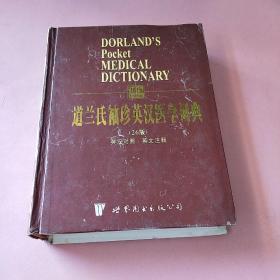 DORLAND'S
Pocket
MEDICAL
DICTIONARY
道兰氏袖珍英汉医学词典
(26版)
英汉对照 英文注释
世界图书出版公司